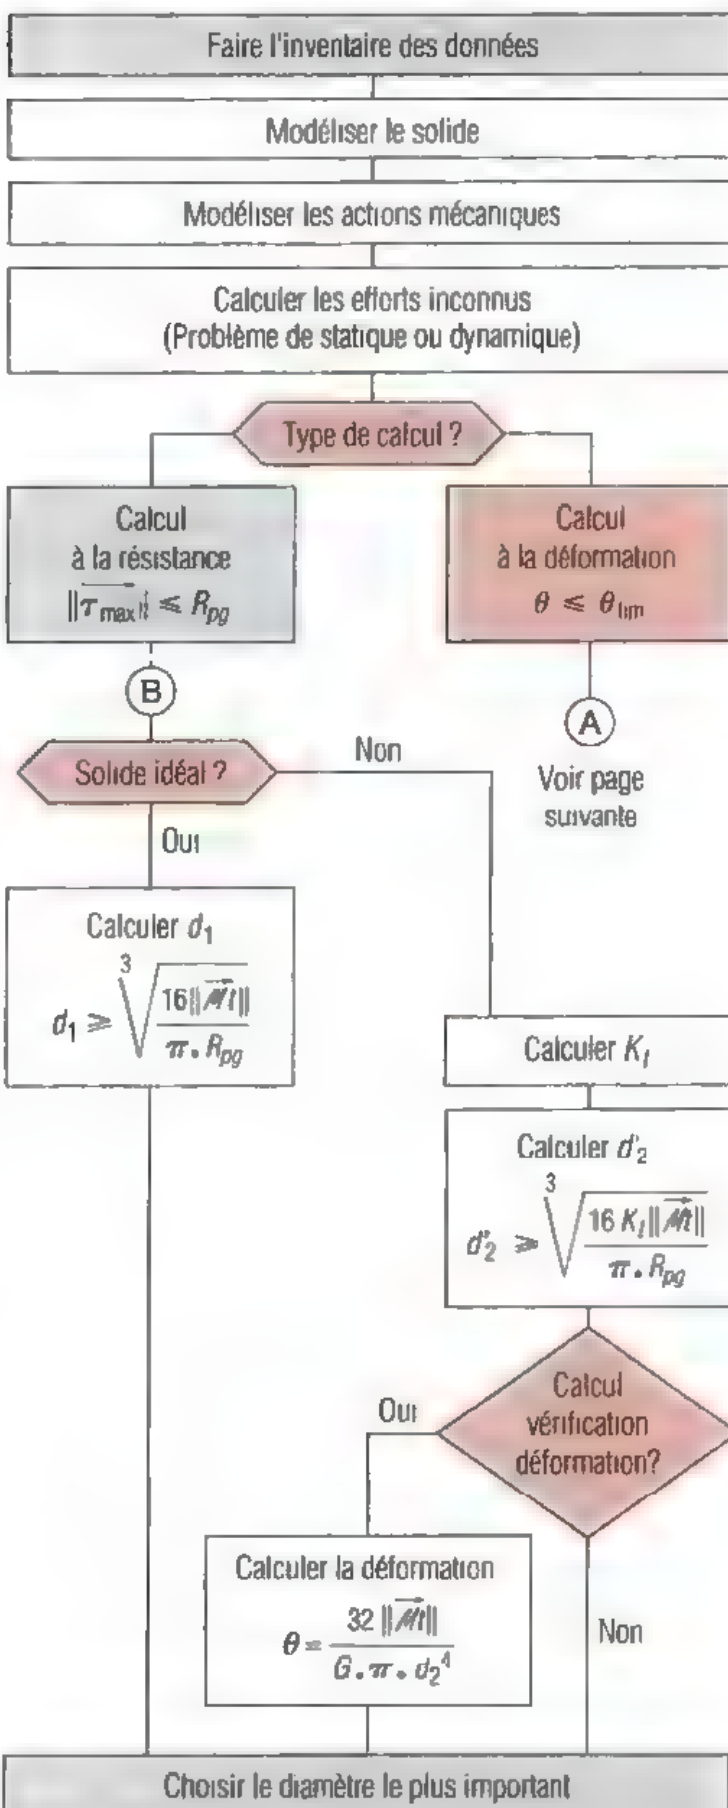 Faire l'inventaire des données
Modéliser le solide
Modéliser les actions mécaniques
Calculer les efforts inconnus
(Problème de statique ou dynamique)
Type de calcul ?
Calcul
à la résistance
||τmax|| ≤ Rpg
Calcul
à la déformation
θ ≤ θlim
B
A
Voir page
suivante
Solide idéal ?
Non
Oui
Calculer d1
d1 ≥ ∛(16||Mt|| / π . Rpg)
Calculer Kt
Calculer d'2
d'2 ≥ ∛(16 Kt||Mt|| / π . Rpg)
Calcul
vérification
déformation?
Oui
Non
Calculer la déformation
θ = 32 ||Mt|| / G . π . d2⁴
Choisir le diamètre le plus important